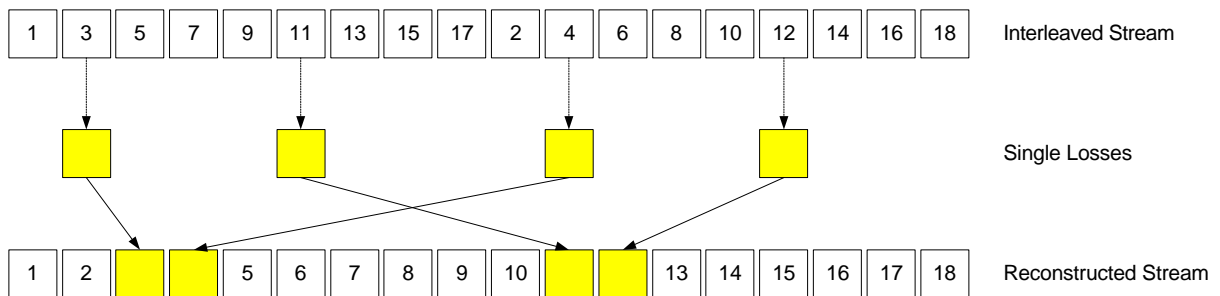 1 3 5 7 9 11 13 15 17 2 4 6 8 10 12 14 16 18 Interleaved Stream
Single Losses
1 2 5 6 7 8 9 10 13 14 15 16 17 18 Reconstructed Stream